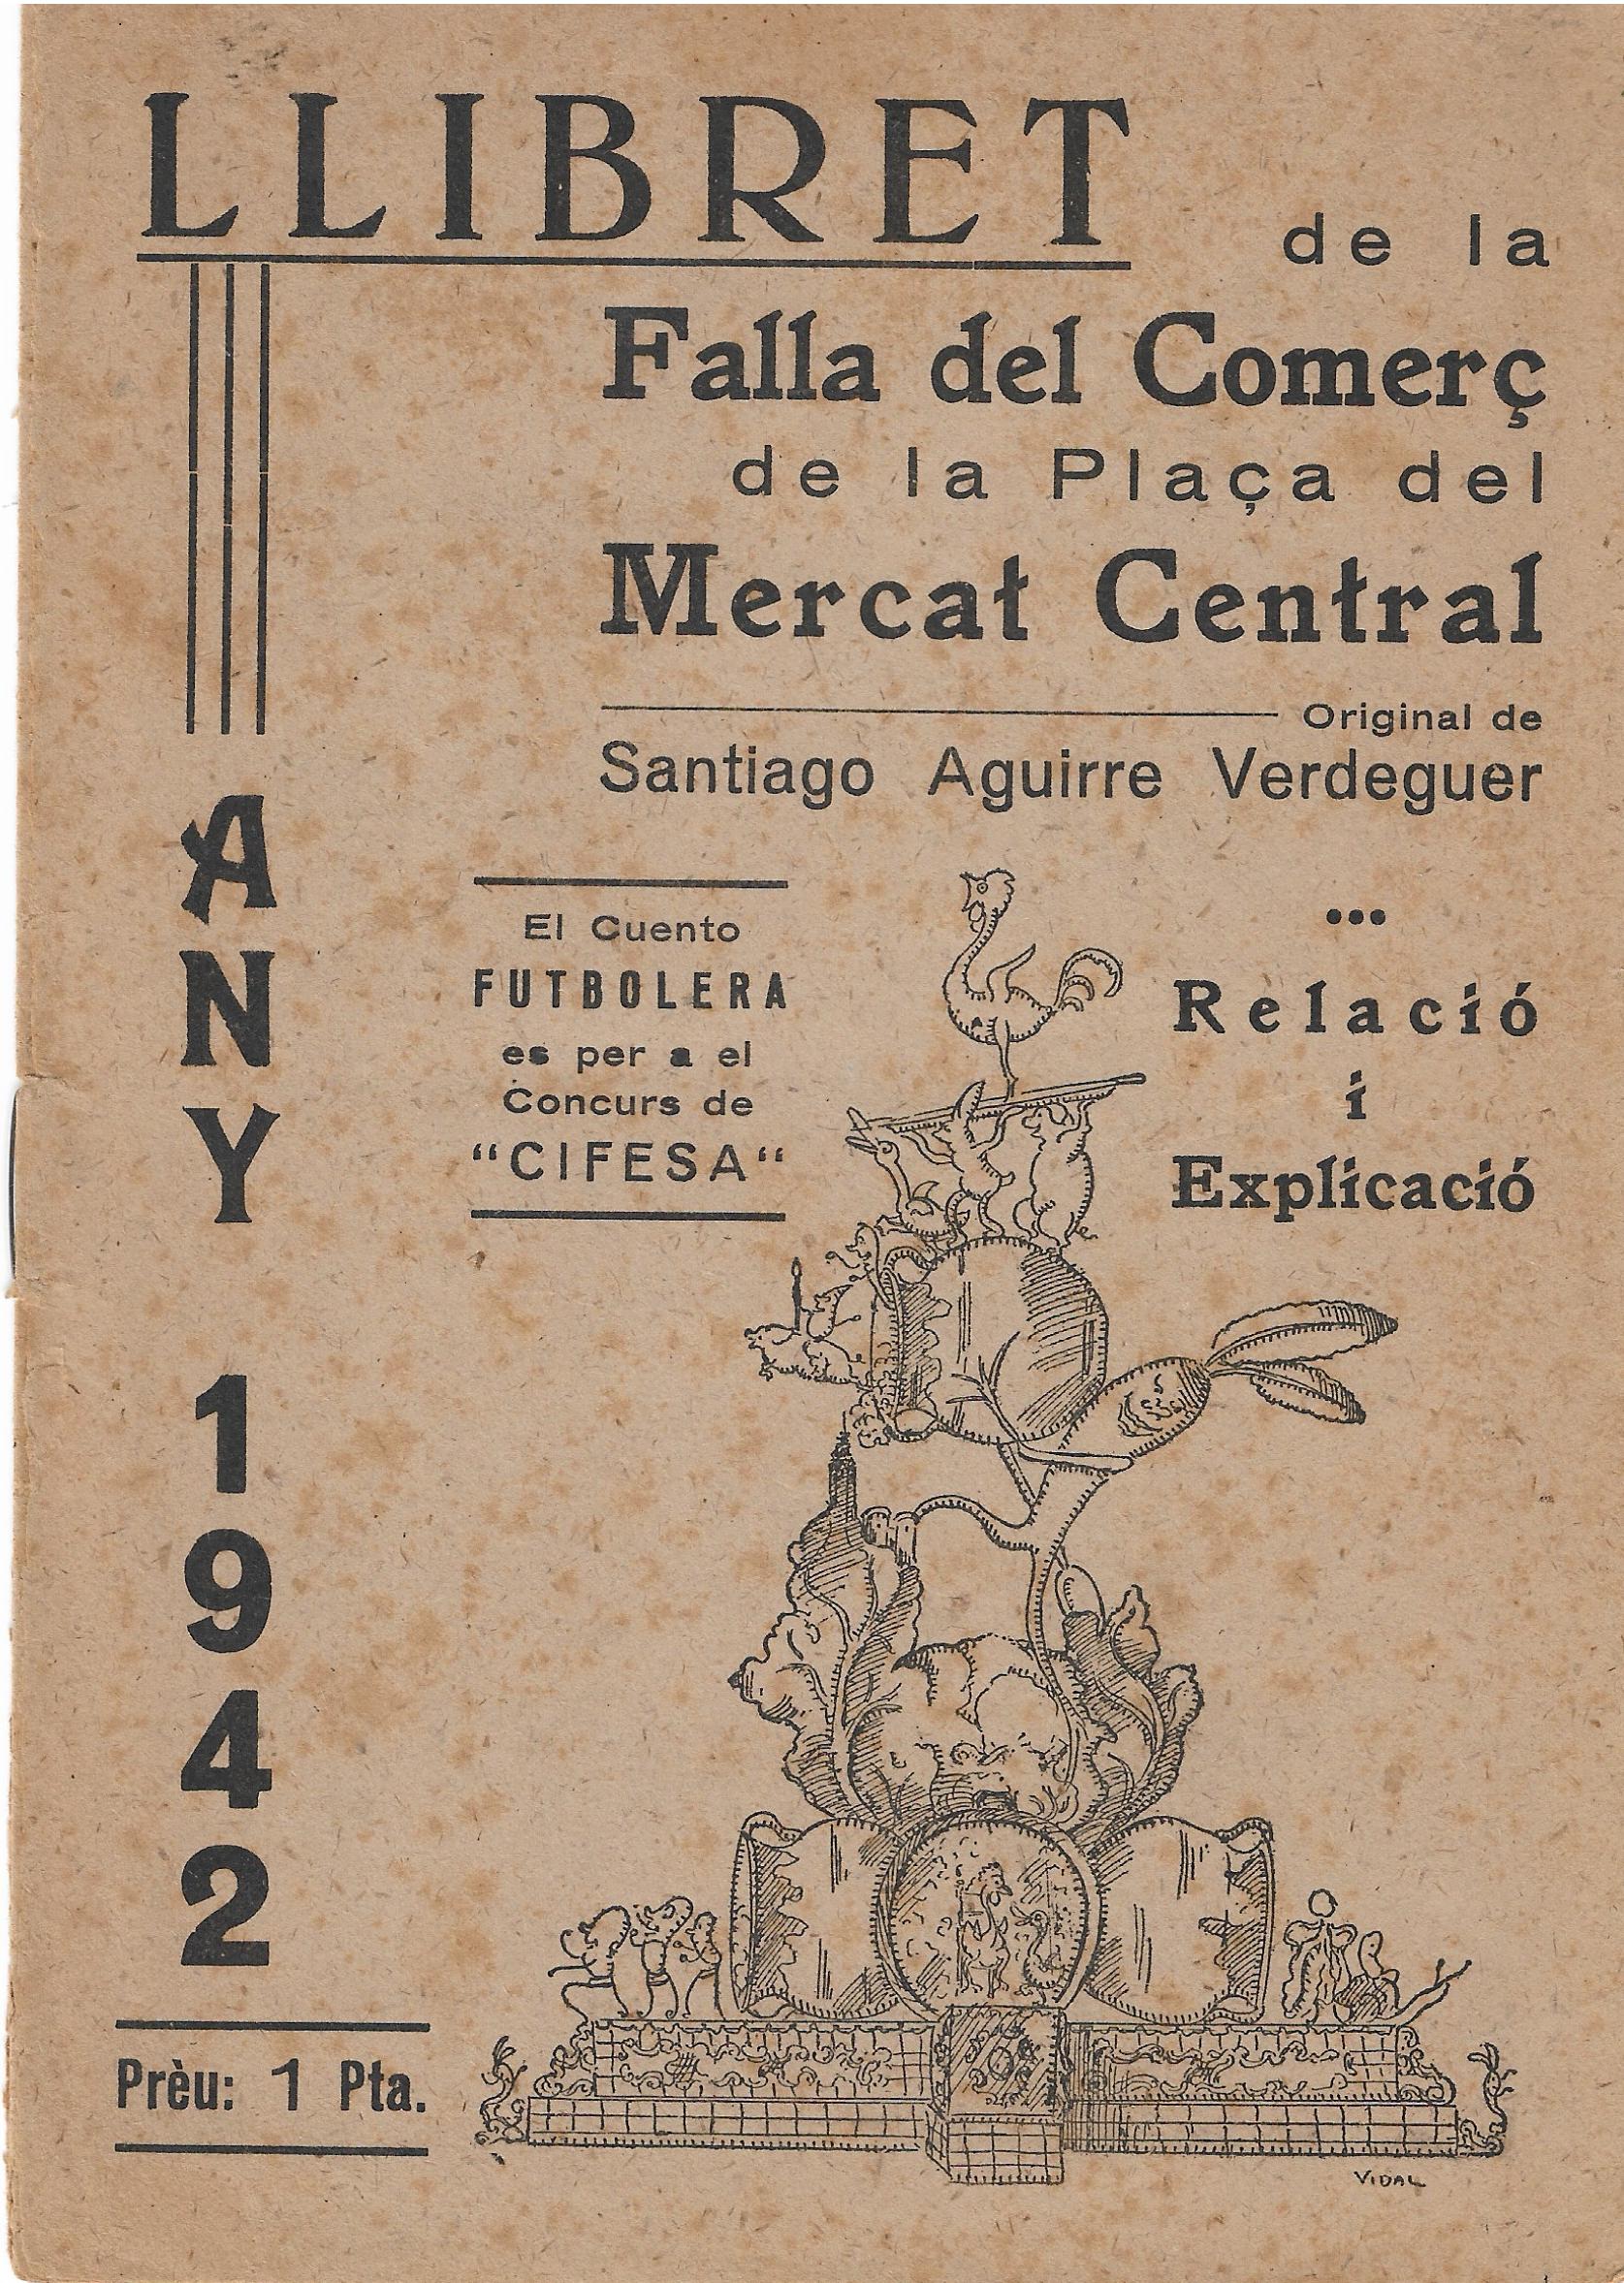 LLIBRET
de la
Falla del Comerç
de la Plaça del
Mercat Central
Original de
Santiago Aguirre Verdeguer
ANY 1942
El Cuento
FUTBOLERA
es per a el
Concurs de
"CIFESA"
Relació
i
Explicació
Prèu: 1 Pta.
VIDAL